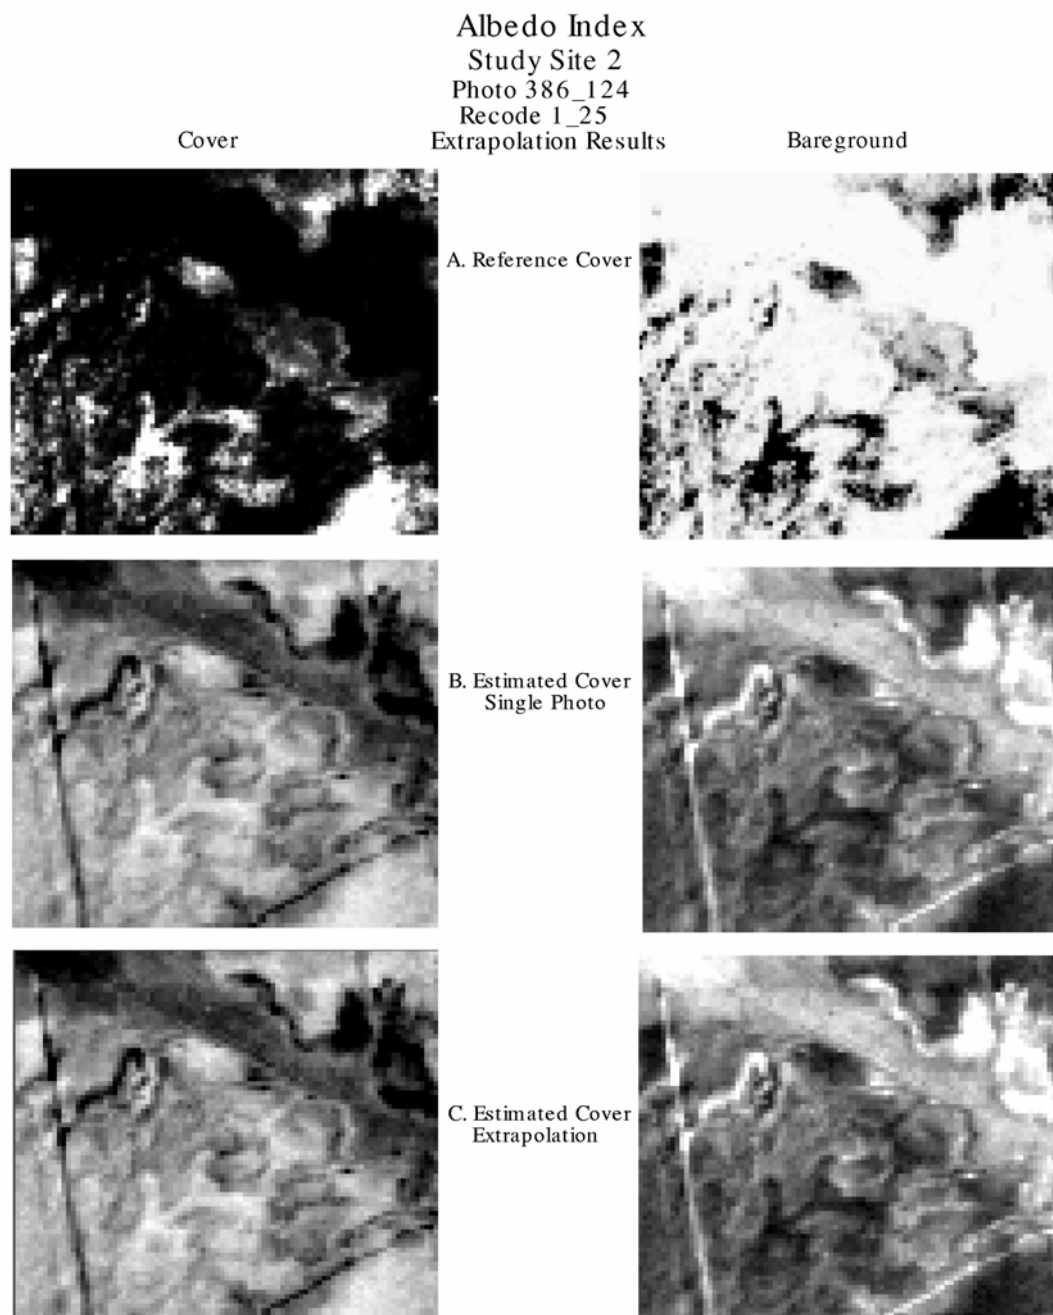 Albedo Index
Study Site 2
Photo 386_124
Recode 1_25
Cover
Extrapolation Results
Bareground
A. Reference Cover
B. Estimated Cover
Single Photo
C. Estimated Cover
Extrapolation